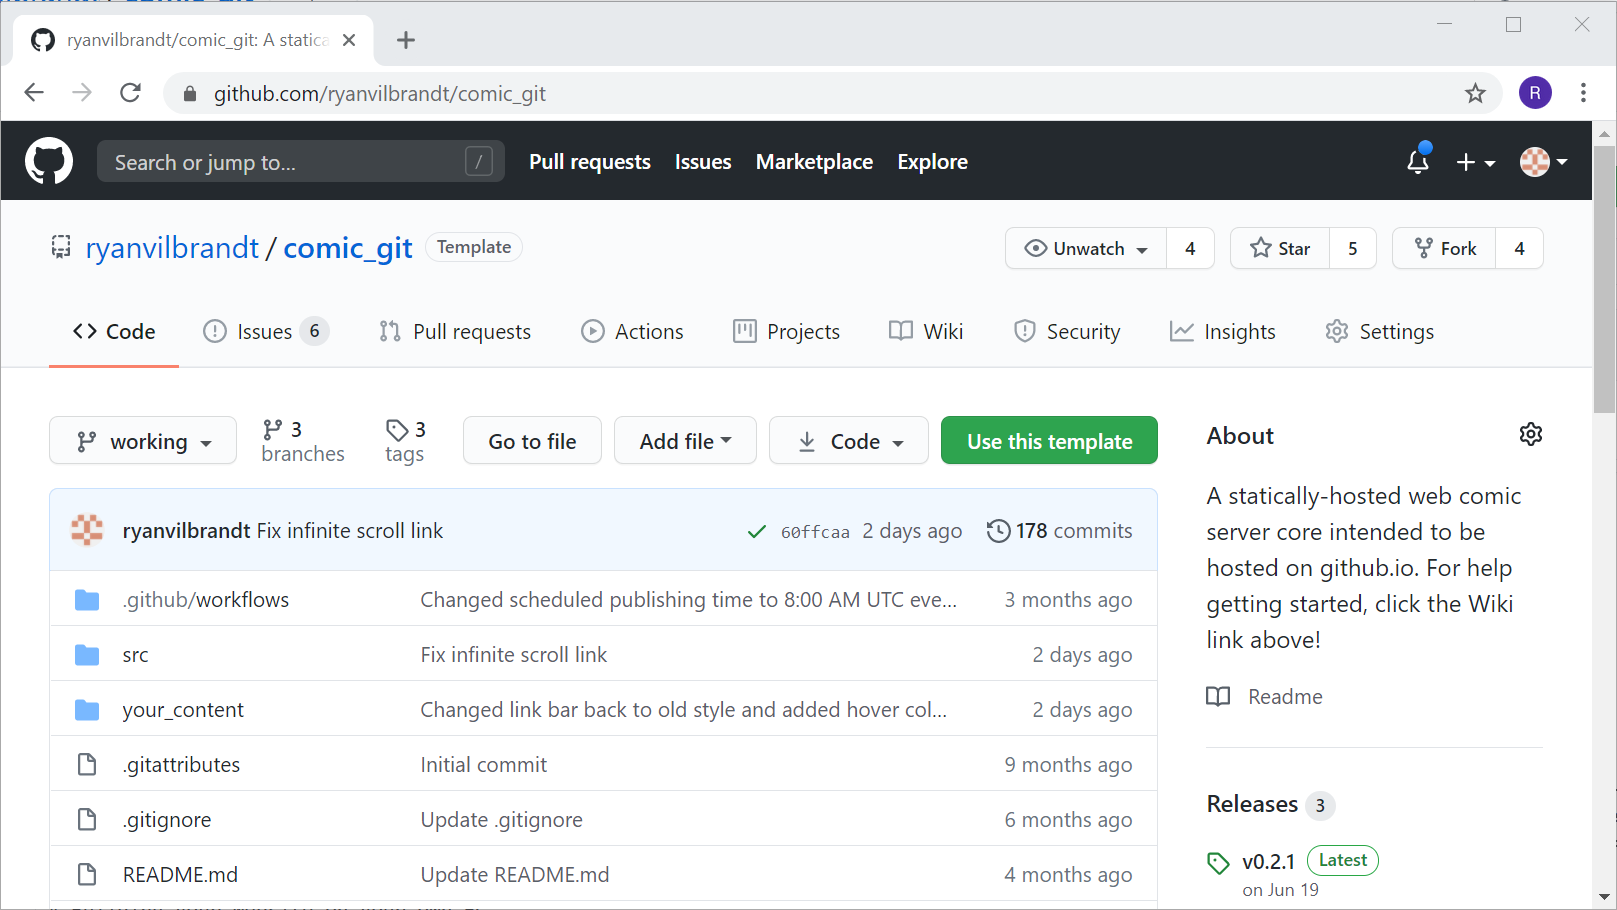 ryanvilbrandt/comic_git: A statica
github.com/ryanvilbrandt/comic_git
R
Search or jump to... /
Pull requests Issues Marketplace Explore
ryanvilbrandt / comic_git Template
Unwatch 4 Star 5 Fork 4
Code Issues 6 Pull requests Actions Projects Wiki Security Insights Settings
working 3 branches 3 tags Go to file Add file Code Use this template
ryanvilbrandt Fix infinite scroll link 60ffcaa 2 days ago 178 commits
.github/workflows Changed scheduled publishing time to 8:00 AM UTC eve... 3 months ago
src Fix infinite scroll link 2 days ago
your_content Changed link bar back to old style and added hover col... 2 days ago
.gitattributes Initial commit 9 months ago
.gitignore Update .gitignore 6 months ago
README.md Update README.md 4 months ago
About
A statically-hosted web comic
server core intended to be
hosted on github.io. For help
getting started, click the Wiki
link above!
Readme
Releases 3
v0.2.1 Latest
on Jun 19